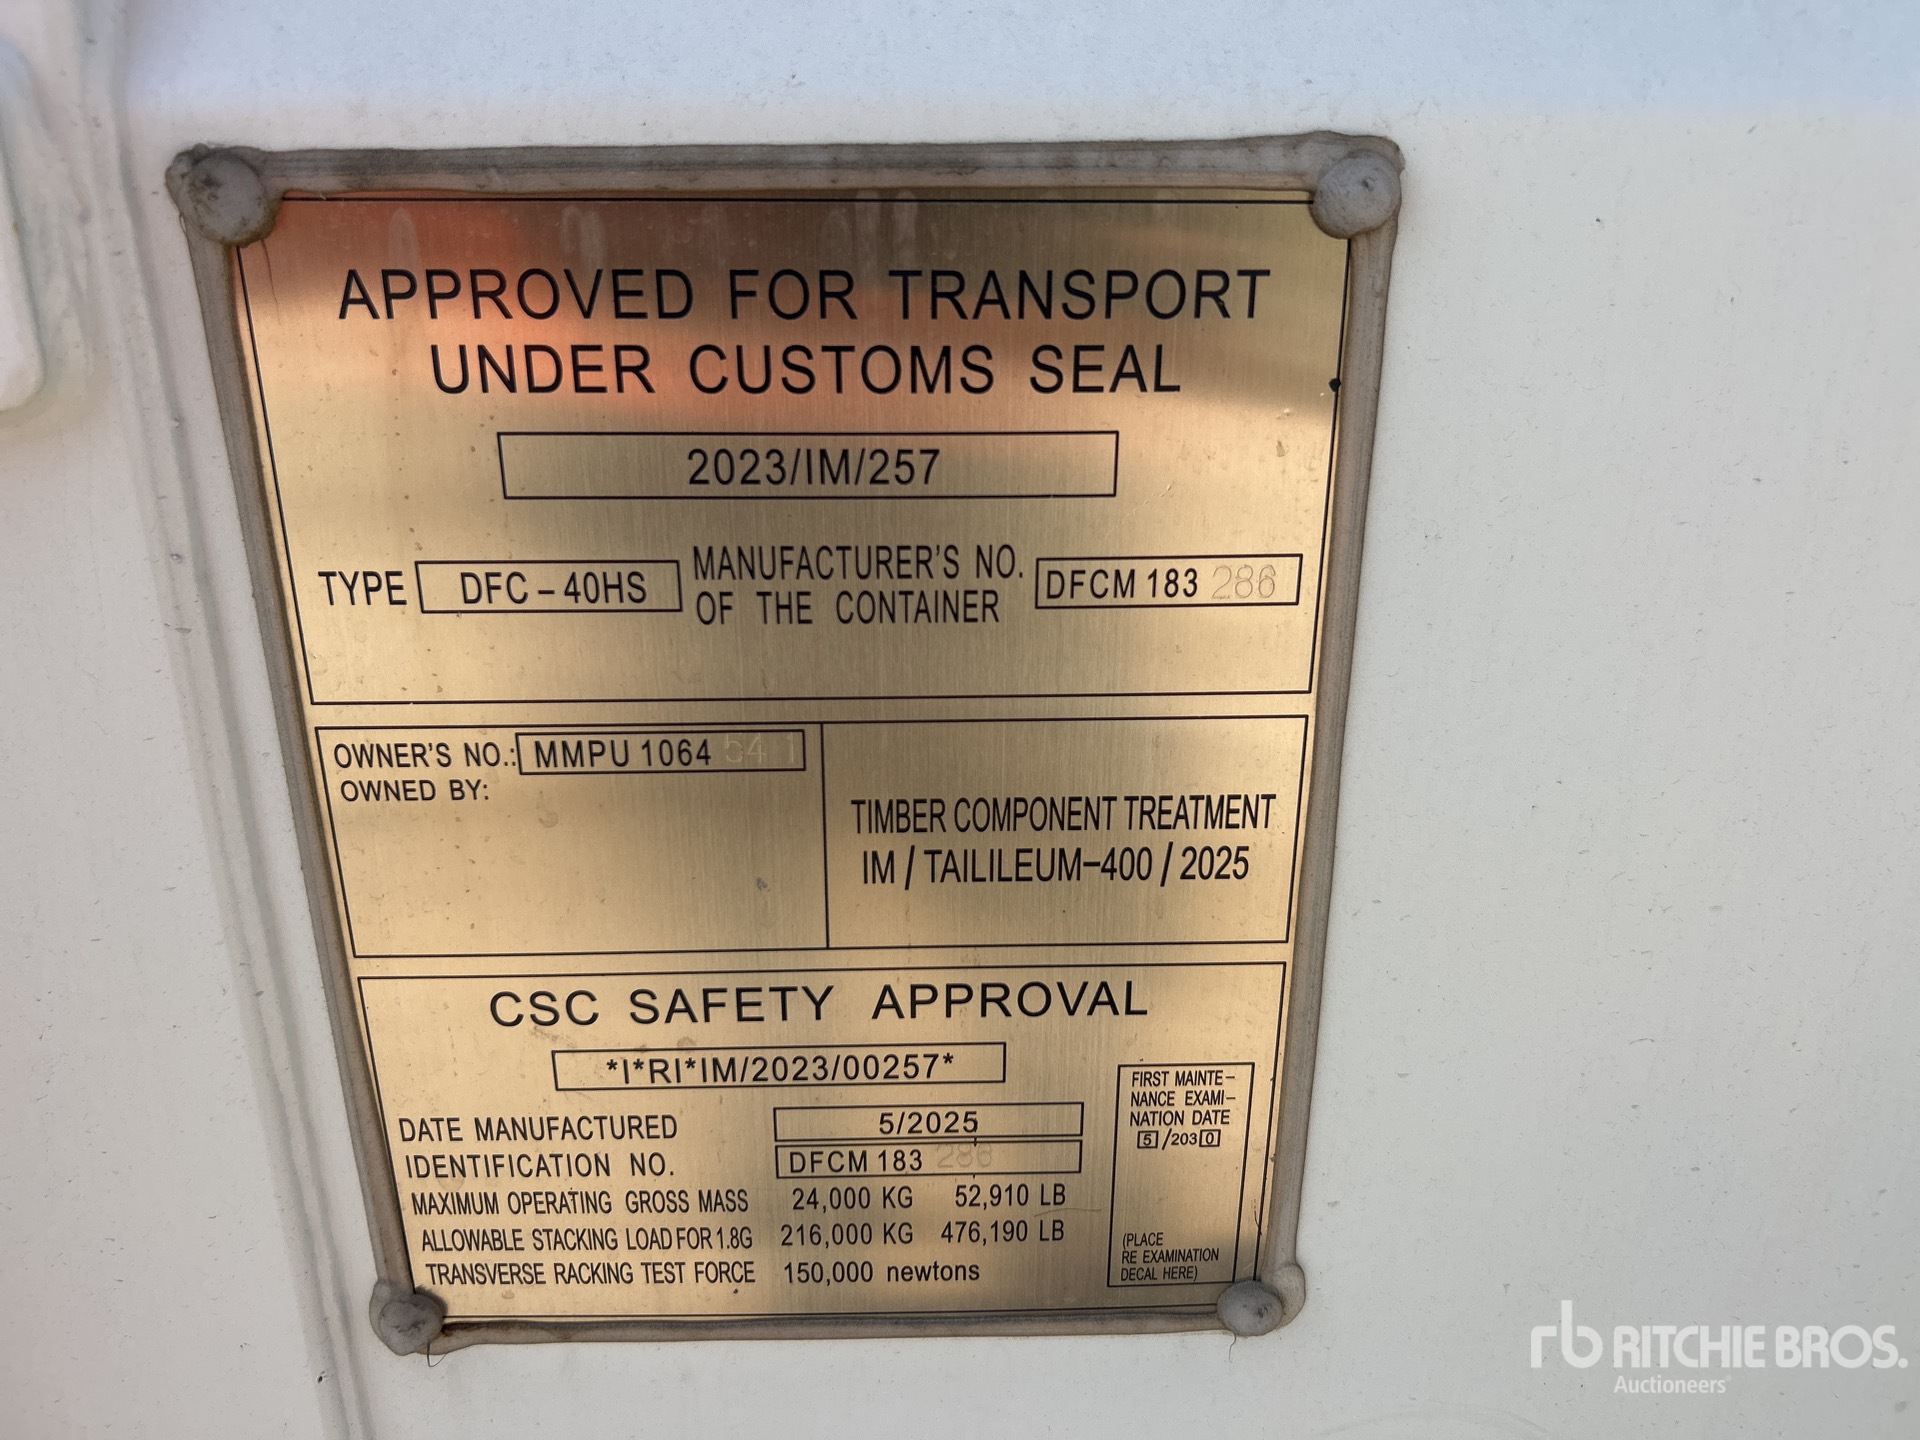 APPROVED FOR TRANSPORT
UNDER CUSTOMS SEAL
2023/IM/257
TYPE DFC-40HS MANUFACTURER'S NO. OF THE CONTAINER DFCM 183 286
OWNER'S NO.: MMPU 1064 54 1
OWNED BY:
TIMBER COMPONENT TREATMENT
IM / TAILILEUM-400 / 2025
CSC SAFETY APPROVAL
*I*RI*IM/2023/00257*
DATE MANUFACTURED 5/2025
IDENTIFICATION NO. DFCM 183 286
MAXIMUM OPERATING GROSS MASS 24,000 KG 52,910 LB
ALLOWABLE STACKING LOAD FOR 1.8G 216,000 KG 476,190 LB
TRANSVERSE RACKING TEST FORCE 150,000 newtons
FIRST MAINTE-
NANCE EXAMI-
NATION DATE
5/2030
(PLACE
RE EXAMINATION
DECAL HERE)
rb RITCHIE BROS.
Auctioneers